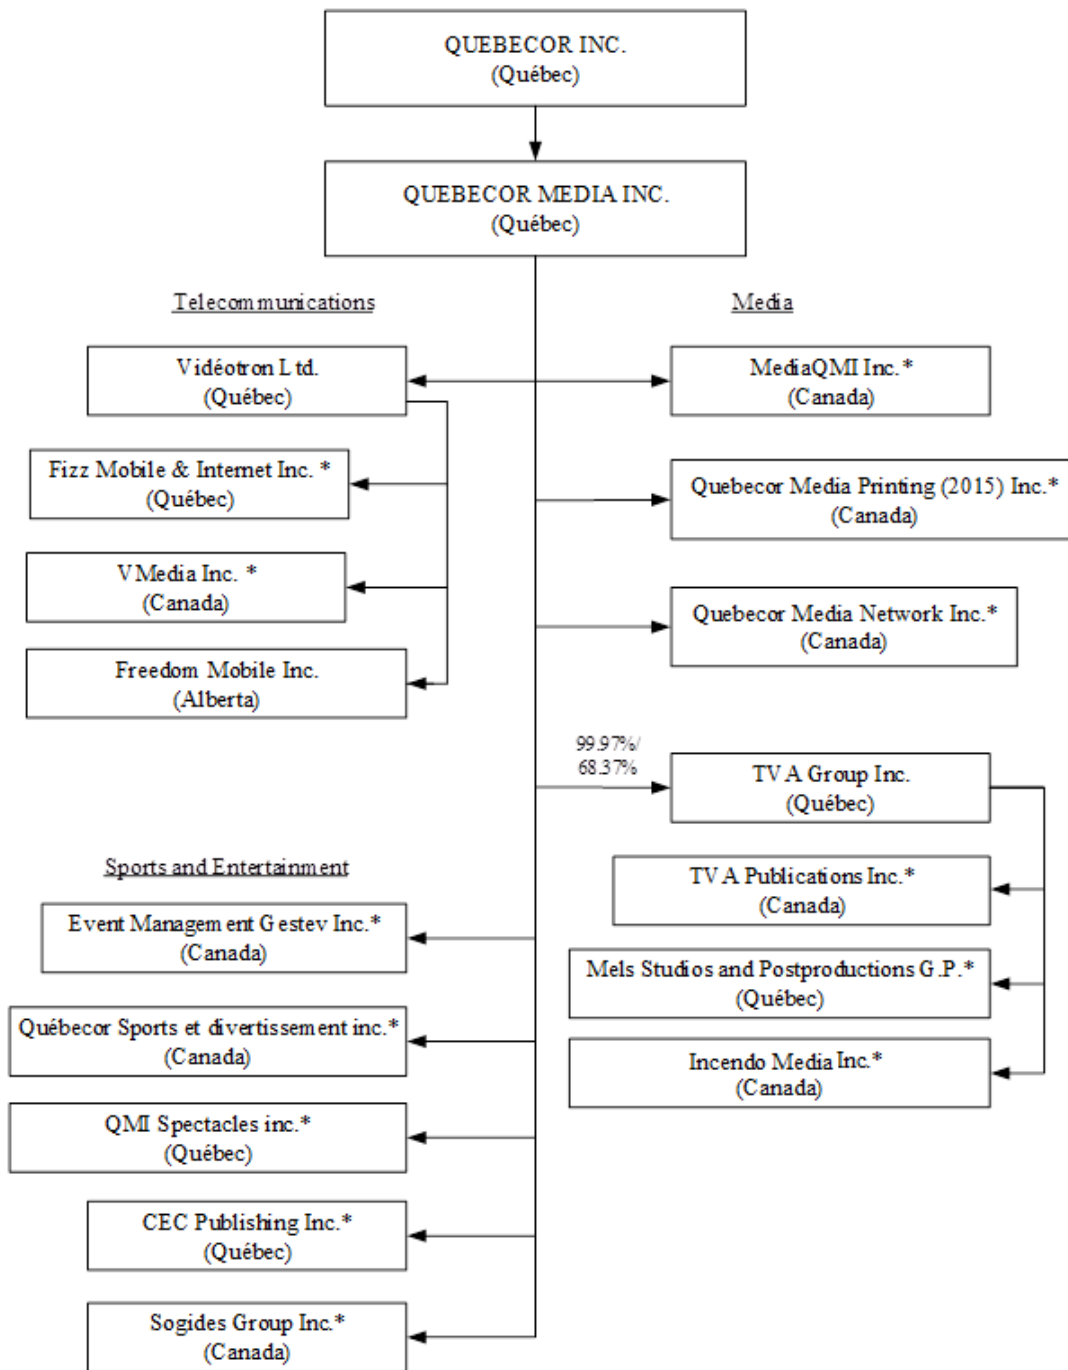 QUEBECOR INC.
(Québec)
QUEBECOR MEDIA INC.
(Québec)
Telecommunications
Media
Vidéotron Ltd.
(Québec)
MediaQMI Inc.*
(Canada)
Fizz Mobile & Internet Inc. *
(Québec)
Quebecor Media Printing (2015) Inc.*
(Canada)
VMedia Inc. *
(Canada)
Quebecor Media Network Inc.*
(Canada)
Freedom Mobile Inc.
(Alberta)
99.97%/
68.37%
TVA Group Inc.
(Québec)
Sports and Entertainment
TVA Publications Inc.*
(Canada)
Event Management Gestev Inc.*
(Canada)
Mels Studios and Postproductions G.P.*
(Québec)
Québecor Sports et divertissement inc.*
(Canada)
Incendo Media Inc.*
(Canada)
QMI Spectacles inc.*
(Québec)
CEC Publishing Inc.*
(Québec)
Sogides Group Inc.*
(Canada)